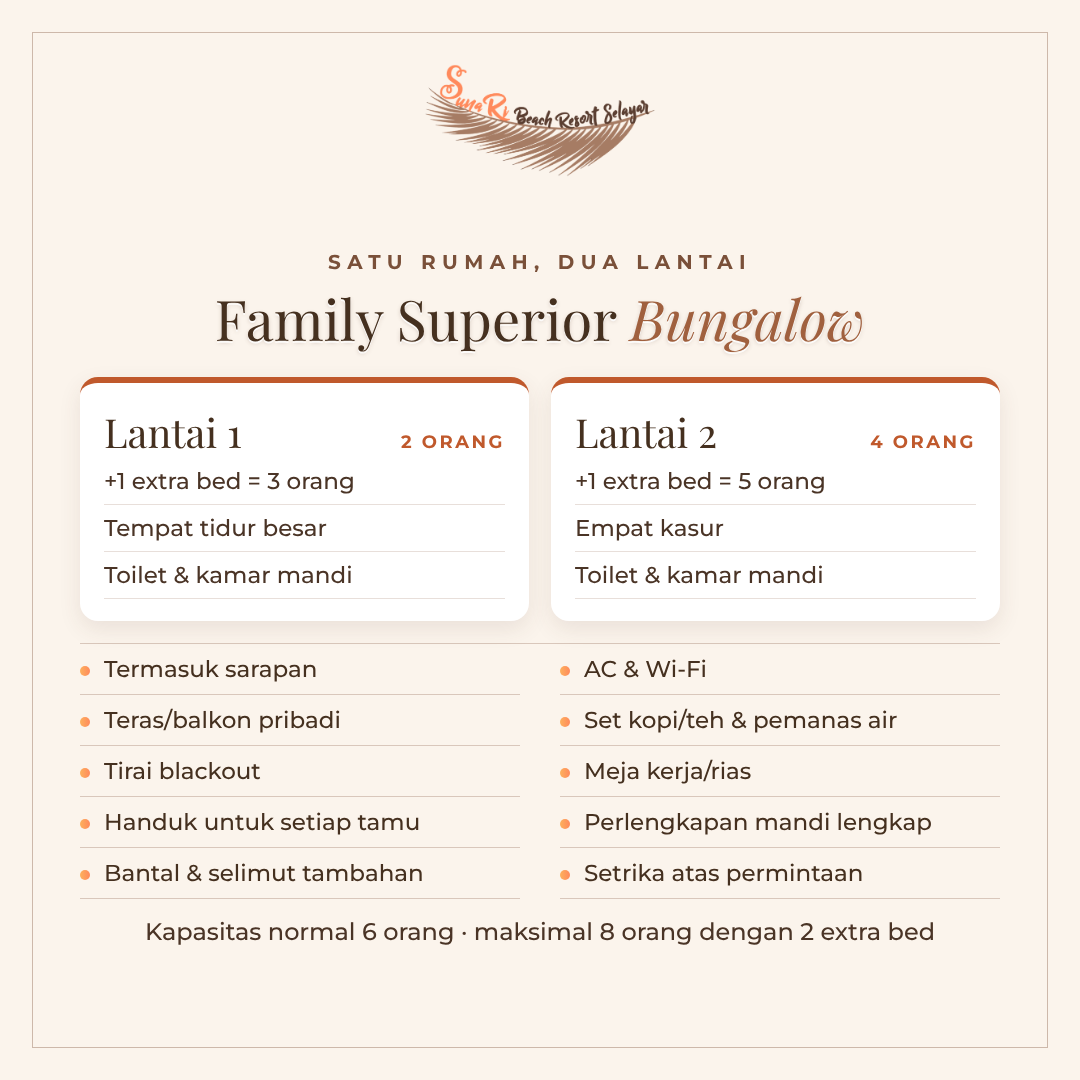 SunaRi Beach Resort Selayar
SATU RUMAH, DUA LANTAI
Family Superior Bungalow
Lantai 1
2 ORANG
+1 extra bed = 3 orang
Tempat tidur besar
Toilet & kamar mandi
Lantai 2
4 ORANG
+1 extra bed = 5 orang
Empat kasur
Toilet & kamar mandi
Termasuk sarapan
Teras/balkon pribadi
Tirai blackout
Handuk untuk setiap tamu
Bantal & selimut tambahan
AC & Wi-Fi
Set kopi/teh & pemanas air
Meja kerja/rias
Perlengkapan mandi lengkap
Setrika atas permintaan
Kapasitas normal 6 orang · maksimal 8 orang dengan 2 extra bed